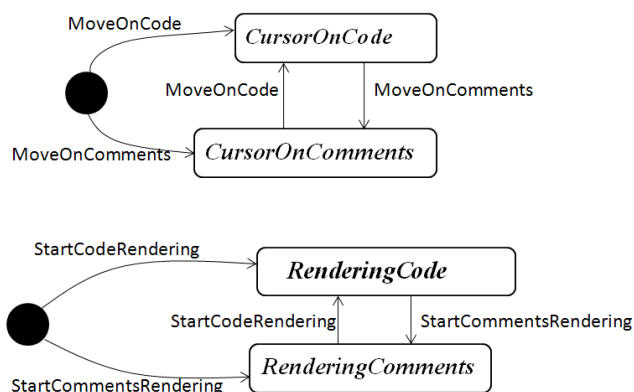 MoveOnCode
CursorOnCode
MoveOnCode
MoveOnComments
MoveOnComments
CursorOnComments
StartCodeRendering
RenderingCode
StartCodeRendering
StartCommentsRendering
RenderingComments
StartCommentsRendering